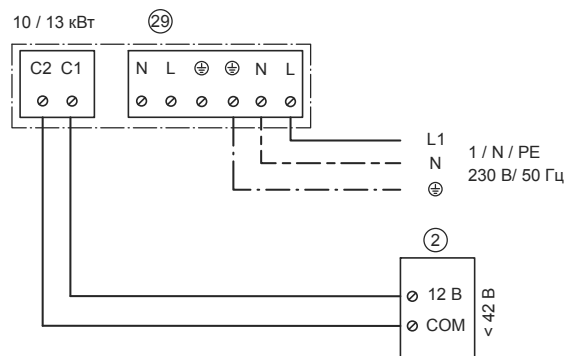 10 / 13 кВт
29
C2 C1
N L ⏚ ⏚ N L
L1
N
⏚
1 / N / PE
230 В/ 50 Гц
2
12 В
COM
< 42 В